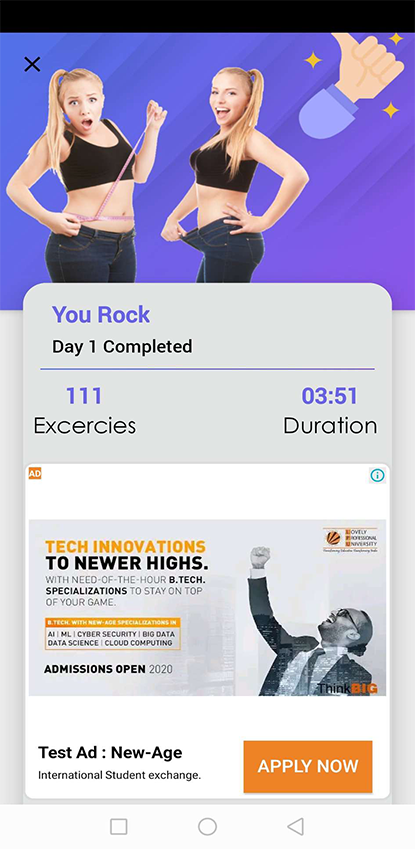 You Rock
Day 1 Completed
111
03:51
Excercies
Duration
AD
TECH INNOVATIONS
TO NEWER HIGHS.
WITH NEED-OF-THE-HOUR B.TECH.
SPECIALIZATIONS TO STAY ON TOP
OF YOUR GAME.
B.TECH. WITH NEW-AGE SPECIALIZATIONS IN
AI | ML | CYBER SECURITY | BIG DATA
DATA SCIENCE | CLOUD COMPUTING
ADMISSIONS OPEN 2020
LOVELY
PROFESSIONAL
UNIVERSITY
ThinkBIG
Test Ad : New-Age
International Student exchange.
APPLY NOW